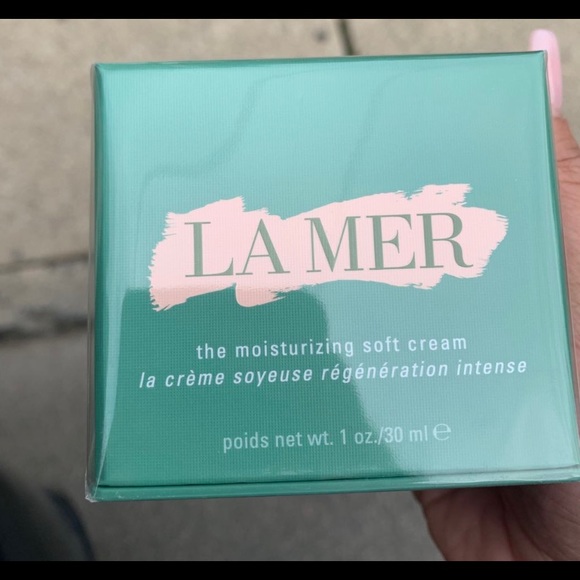 LA MER
the moisturizing soft cream
la crème soyeuse régénération intense
poids net wt. 1 oz./30 ml ℮